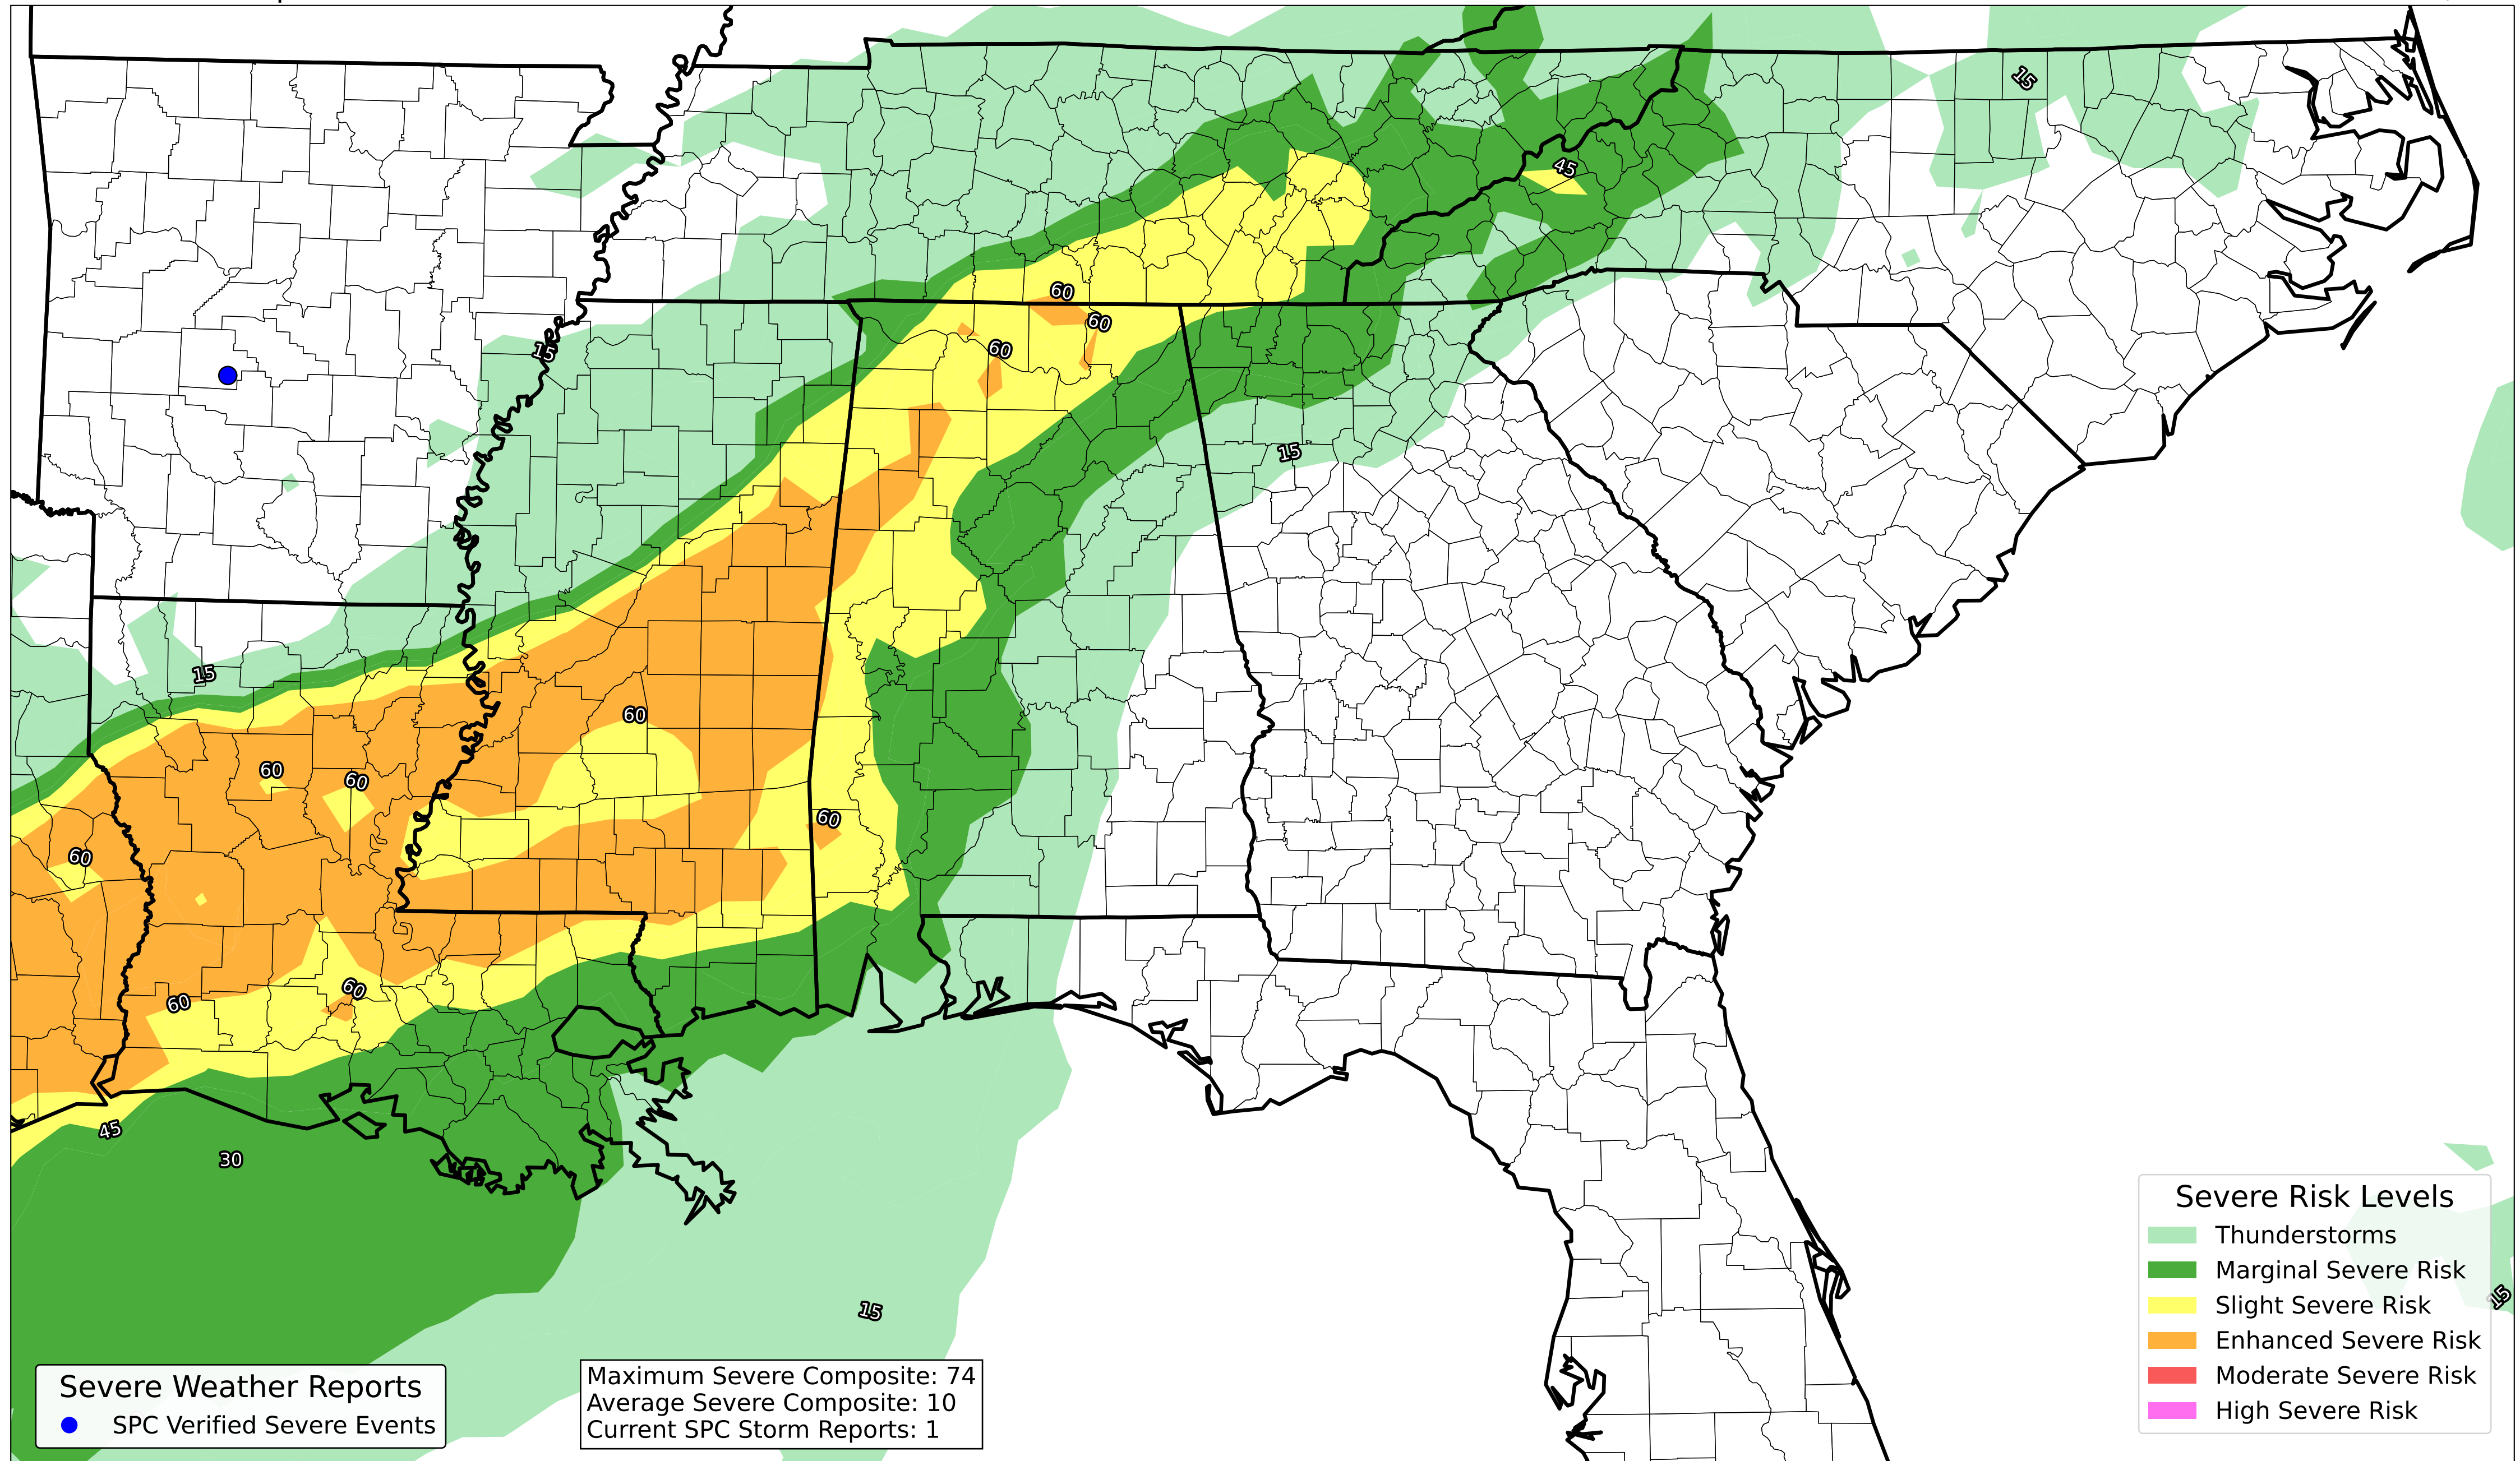 15
45
60
60
60
15
15
15
60
60
60
60
60
60
60
45
30
15
15
Severe Risk Levels
Thunderstorms
Marginal Severe Risk
Slight Severe Risk
Enhanced Severe Risk
Moderate Severe Risk
High Severe Risk
Severe Weather Reports
SPC Verified Severe Events
Maximum Severe Composite: 74
Average Severe Composite: 10
Current SPC Storm Reports: 1